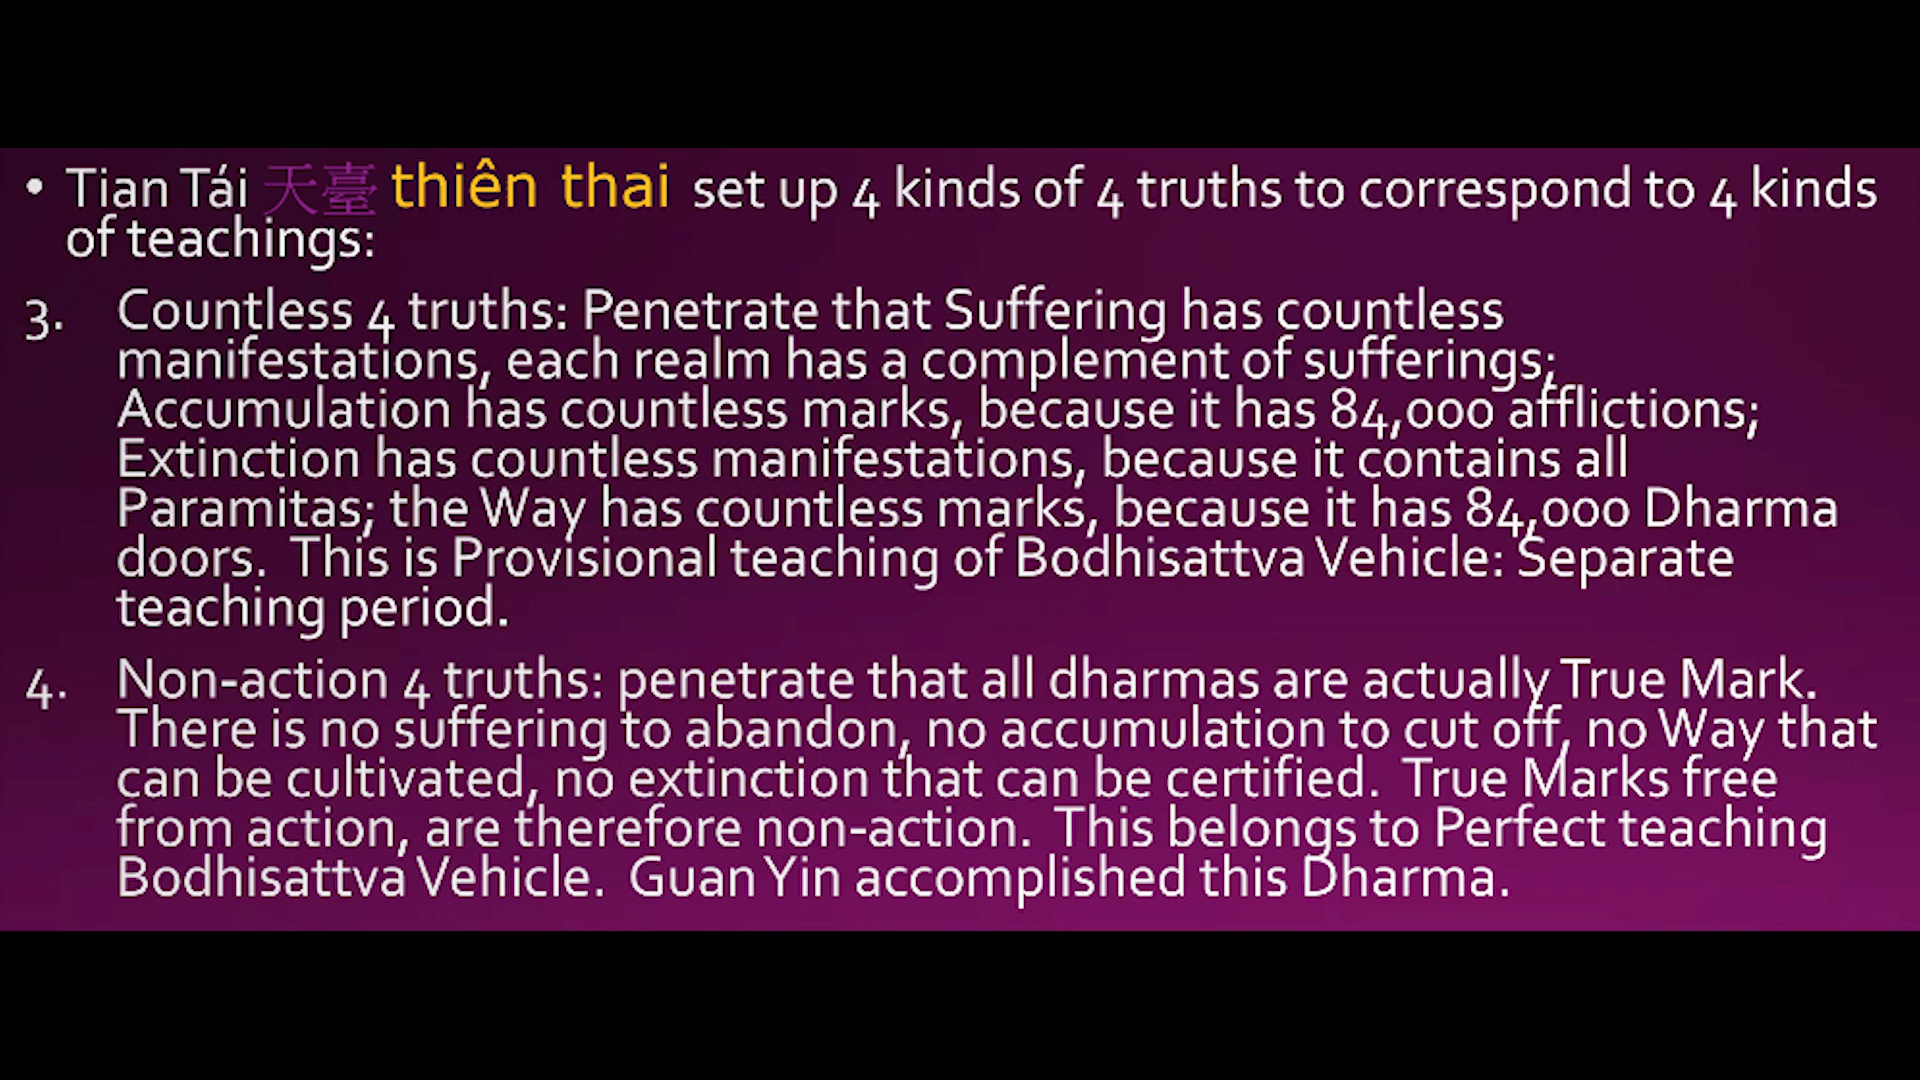 • Tian Tái 天臺 thiên thai set up 4 kinds of 4 truths to correspond to 4 kinds
of teachings:
3. Countless 4 truths: Penetrate that Suffering has countless
manifestations, each realm has a complement of sufferings;
Accumulation has countless marks, because it has 84,000 afflictions;
Extinction has countless manifestations, because it contains all
Paramitas; the Way has countless marks, because it has 84,000 Dharma
doors. This is Provisional teaching of Bodhisattva Vehicle: Separate
teaching period.
4. Non-action 4 truths: penetrate that all dharmas are actually True Mark.
There is no suffering to abandon, no accumulation to cut off, no Way that
can be cultivated, no extinction that can be certified. True Marks free
from action, are therefore non-action. This belongs to Perfect teaching
Bodhisattva Vehicle. Guan Yin accomplished this Dharma.